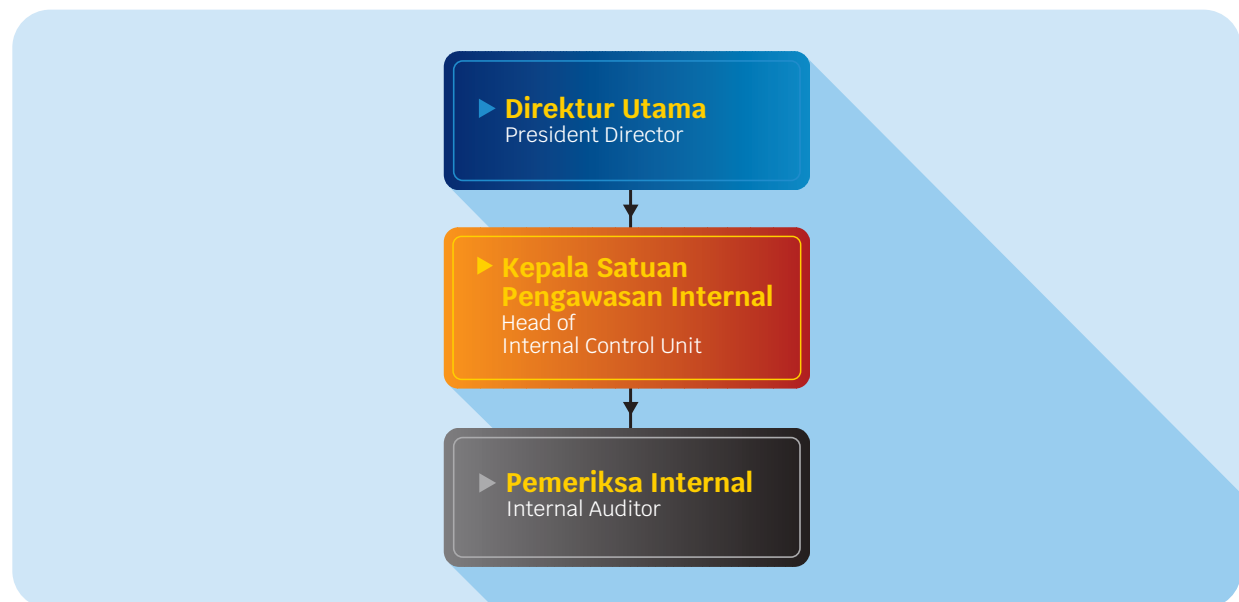 Direktur Utama
President Director
Kepala Satuan
Pengawasan Internal
Head of
Internal Control Unit
Pemeriksa Internal
Internal Auditor